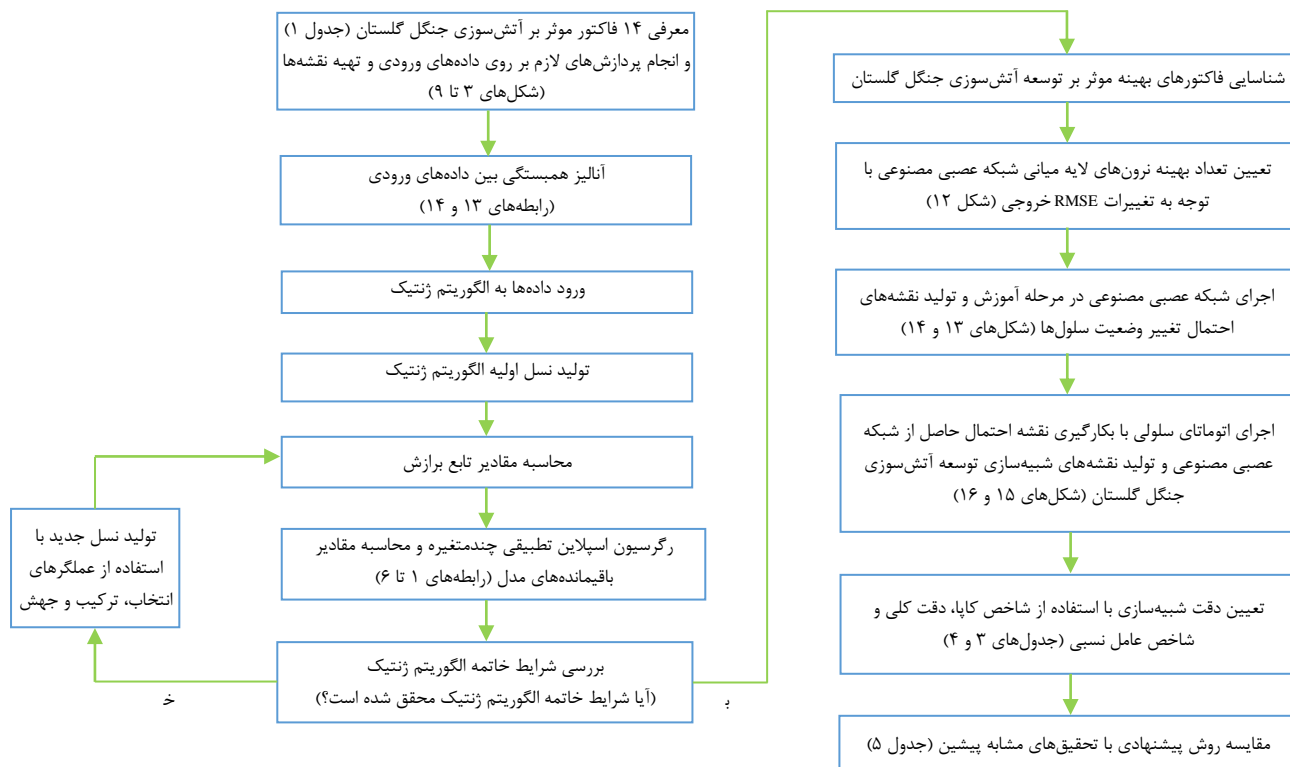 معرفی ۱۴ فاکتور موثر بر آتش‌سوزی جنگل گلستان (جدول ۱)
و انجام پردازش‌های لازم بر روی داده‌های ورودی و تهیه نقشه‌ها
(شکل‌های ۳ تا ۹)
آنالیز همبستگی بین داده‌های ورودی
(رابطه‌های ۱۳ و ۱۴)
ورود داده‌ها به الگوریتم ژنتیک
تولید نسل اولیه الگوریتم ژنتیک
محاسبه مقادیر تابع برازش
رگرسیون اسپلاین تطبیقی چندمتغیره و محاسبه مقادیر
باقیمانده‌های مدل (رابطه‌های ۱ تا ۶)
بررسی شرایط خاتمه الگوریتم ژنتیک
(آیا شرایط خاتمه الگوریتم ژنتیک محقق شده است؟)
خ
تولید نسل جدید با
استفاده از عملگرهای
انتخاب، ترکیب و جهش
ب
شناسایی فاکتورهای بهینه موثر بر توسعه آتش‌سوزی جنگل گلستان
تعیین تعداد بهینه نرون‌های لایه میانی شبکه عصبی مصنوعی با
توجه به تغییرات RMSE خروجی (شکل ۱۲)
اجرای شبکه عصبی مصنوعی در مرحله آموزش و تولید نقشه‌های
احتمال تغییر وضعیت سلول‌ها (شکل‌های ۱۳ و ۱۴)
اجرای اتوماتای سلولی با بکارگیری نقشه احتمال حاصل از شبکه
عصبی مصنوعی و تولید نقشه‌های شبیه‌سازی توسعه آتش‌سوزی
جنگل گلستان (شکل‌های ۱۵ و ۱۶)
تعیین دقت شبیه‌سازی با استفاده از شاخص کاپا، دقت کلی و
شاخص عامل نسبی (جدول‌های ۳ و ۴)
مقایسه روش پیشنهادی با تحقیق‌های مشابه پیشین (جدول ۵)